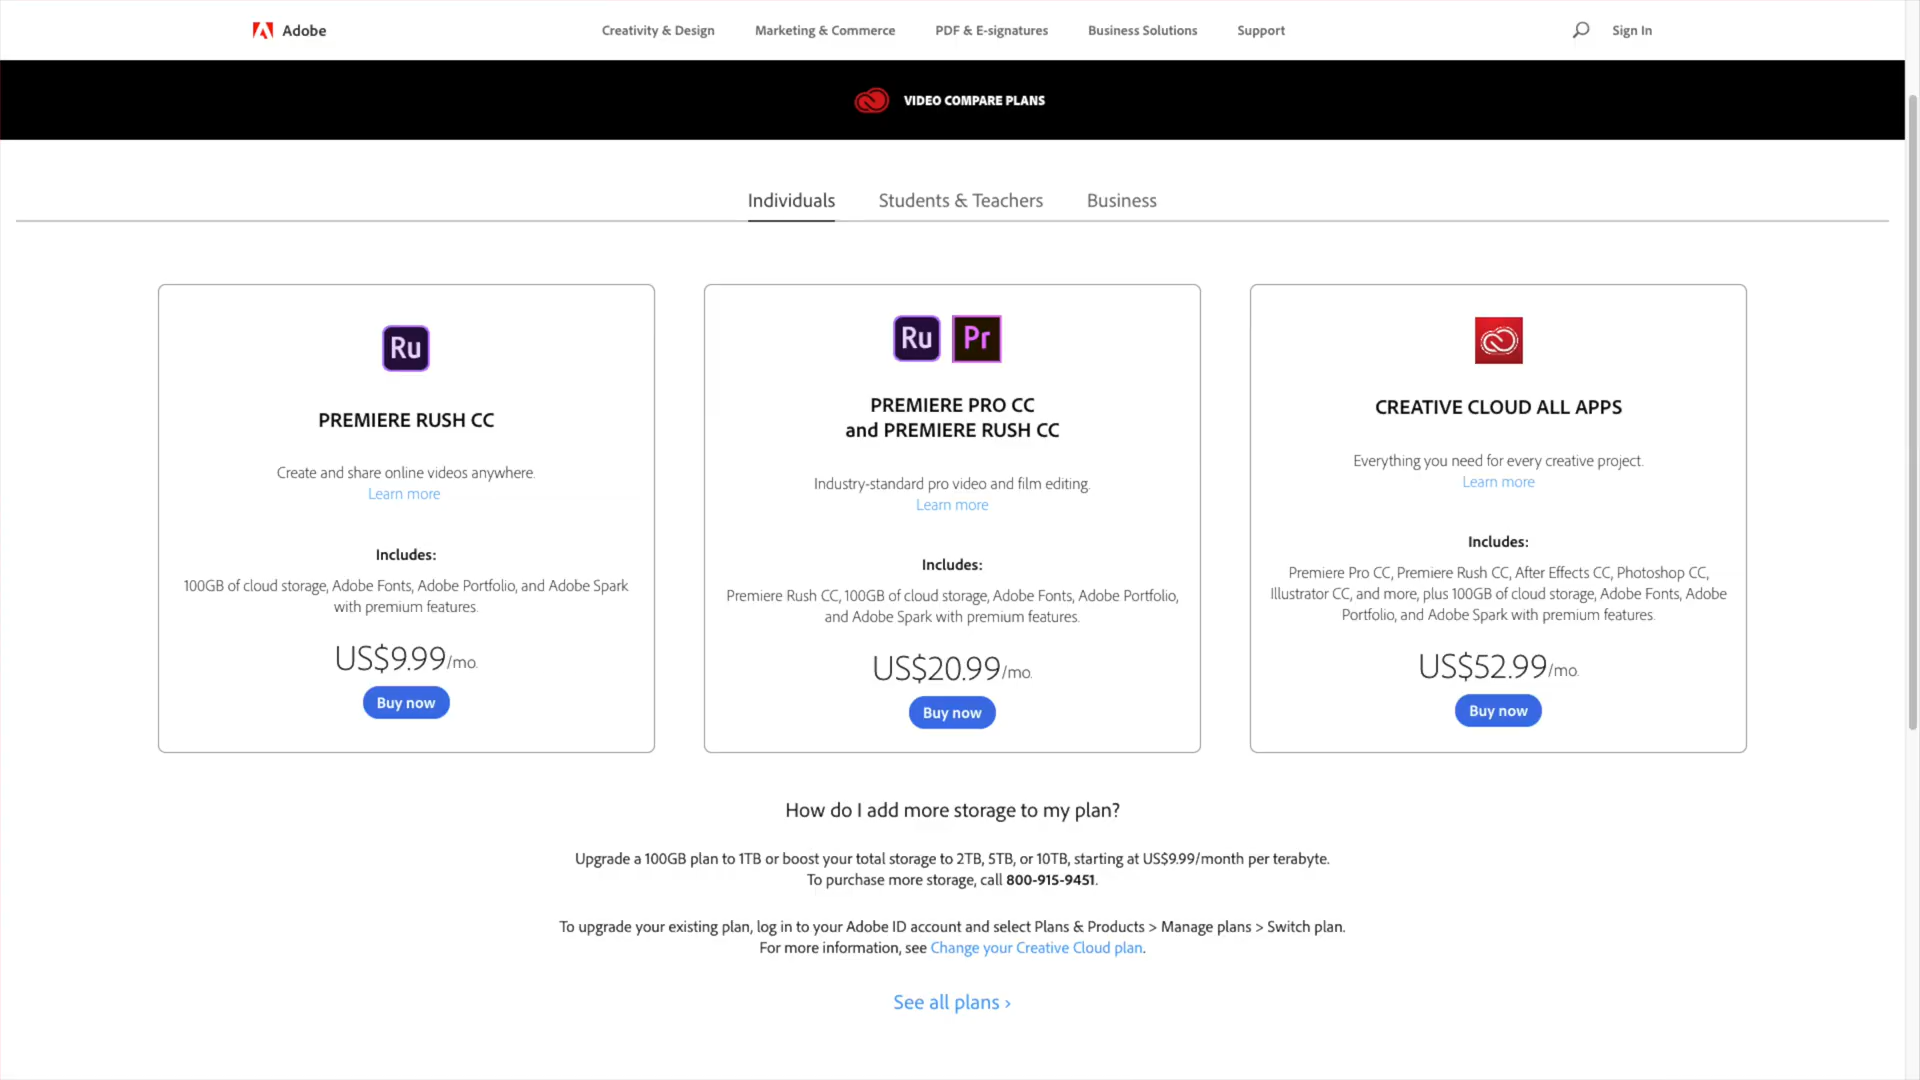 Adobe
Creativity & Design
Marketing & Commerce
PDF & E-signatures
Business Solutions
Support
Sign In
VIDEO COMPARE PLANS
Individuals
Students & Teachers
Business
Ru
PREMIERE RUSH CC
Create and share online videos anywhere.
Learn more
Includes:
100GB of cloud storage, Adobe Fonts, Adobe Portfolio, and Adobe Spark
with premium features.
US$9.99/mo.
Buy now
Ru
Pr
PREMIERE PRO CC
and PREMIERE RUSH CC
Industry-standard pro video and film editing.
Learn more
Includes:
Premiere Rush CC, 100GB of cloud storage, Adobe Fonts, Adobe Portfolio,
and Adobe Spark with premium features.
US$20.99/mo.
Buy now
CREATIVE CLOUD ALL APPS
Everything you need for every creative project.
Learn more
Includes:
Premiere Pro CC, Premiere Rush CC, After Effects CC, Photoshop CC,
Illustrator CC, and more, plus 100GB of cloud storage, Adobe Fonts, Adobe
Portfolio, and Adobe Spark with premium features.
US$52.99/mo.
Buy now
How do I add more storage to my plan?
Upgrade a 100GB plan to 1TB or boost your total storage to 2TB, 5TB, or 10TB, starting at US$9.99/month per terabyte.
To purchase more storage, call 800-915-9451.
To upgrade your existing plan, log in to your Adobe ID account and select Plans & Products > Manage plans > Switch plan.
For more information, see Change your Creative Cloud plan.
See all plans ›